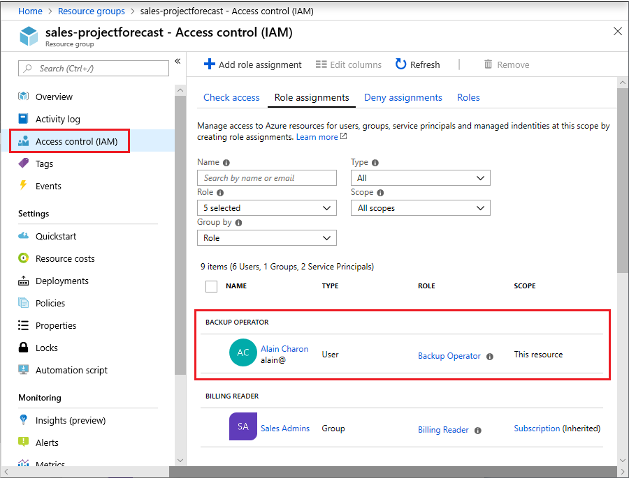 Home > Resource groups > sales-projectforecast - Access control (IAM)
sales-projectforecast - Access control (IAM)
Resource group
Search (Ctrl+/)
Overview
Activity log
Access control (IAM)
Tags
Events
Settings
Quickstart
Resource costs
Deployments
Policies
Properties
Locks
Automation script
Monitoring
Insights (preview)
Alerts
Metrics
Add role assignment Edit columns Refresh Remove
Check access Role assignments Deny assignments Roles
Manage access to Azure resources for users, groups, service principals and managed indentities at this scope by
creating role assignments. Learn more
Name Type
Search by name or email All
Role Scope
5 selected All scopes
Group by
Role
9 items (6 Users, 1 Groups, 2 Service Principals)
NAME TYPE ROLE SCOPE
BACKUP OPERATOR
AC Alain Charon User Backup Operator This resource
alain@
BILLING READER
SA Sales Admins Group Billing Reader Subscription (Inherited)